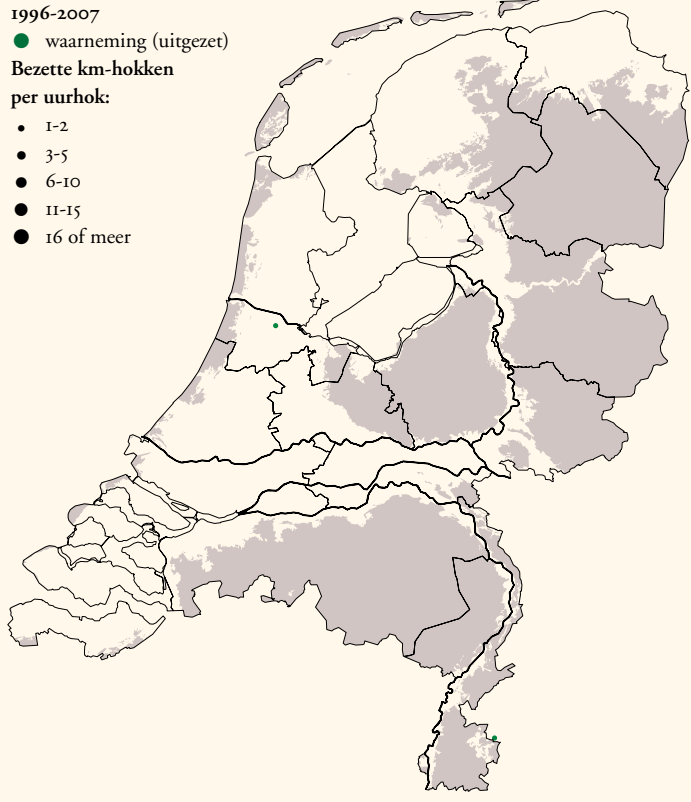 1996-2007
waarneming (uitgezet)
Bezette km-hokken
per uurhok:
1-2
3-5
6-10
11-15
16 of meer